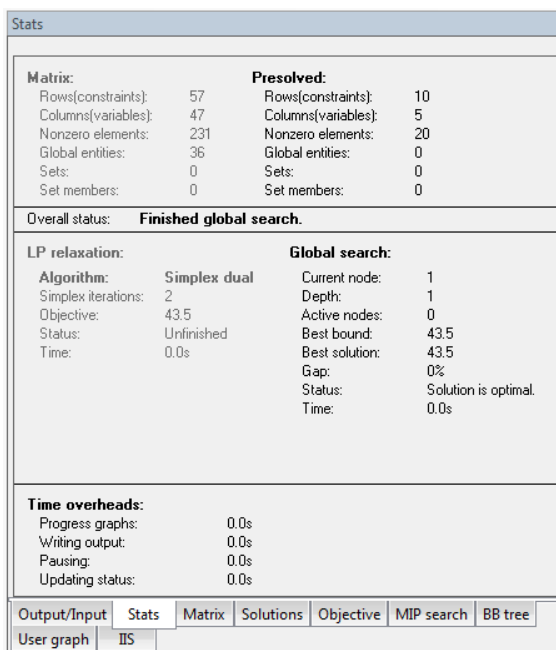 Stats
Matrix: Presolved:
Rows(constraints): 57 Rows(constraints): 10
Columns(variables): 47 Columns(variables): 5
Nonzero elements: 231 Nonzero elements: 20
Global entities: 36 Global entities: 0
Sets: 0 Sets: 0
Set members: 0 Set members: 0
Overall status: Finished global search.
LP relaxation: Global search:
Algorithm: Simplex dual Current node: 1
Simplex iterations: 2 Depth: 1
Objective: 43.5 Active nodes: 0
Status: Unfinished Best bound: 43.5
Time: 0.0s Best solution: 43.5
Gap: 0%
Status: Solution is optimal.
Time: 0.0s
Time overheads:
Progress graphs: 0.0s
Writing output: 0.0s
Pausing: 0.0s
Updating status: 0.0s
Output/Input Stats Matrix Solutions Objective MIP search BB tree
User graph IIS